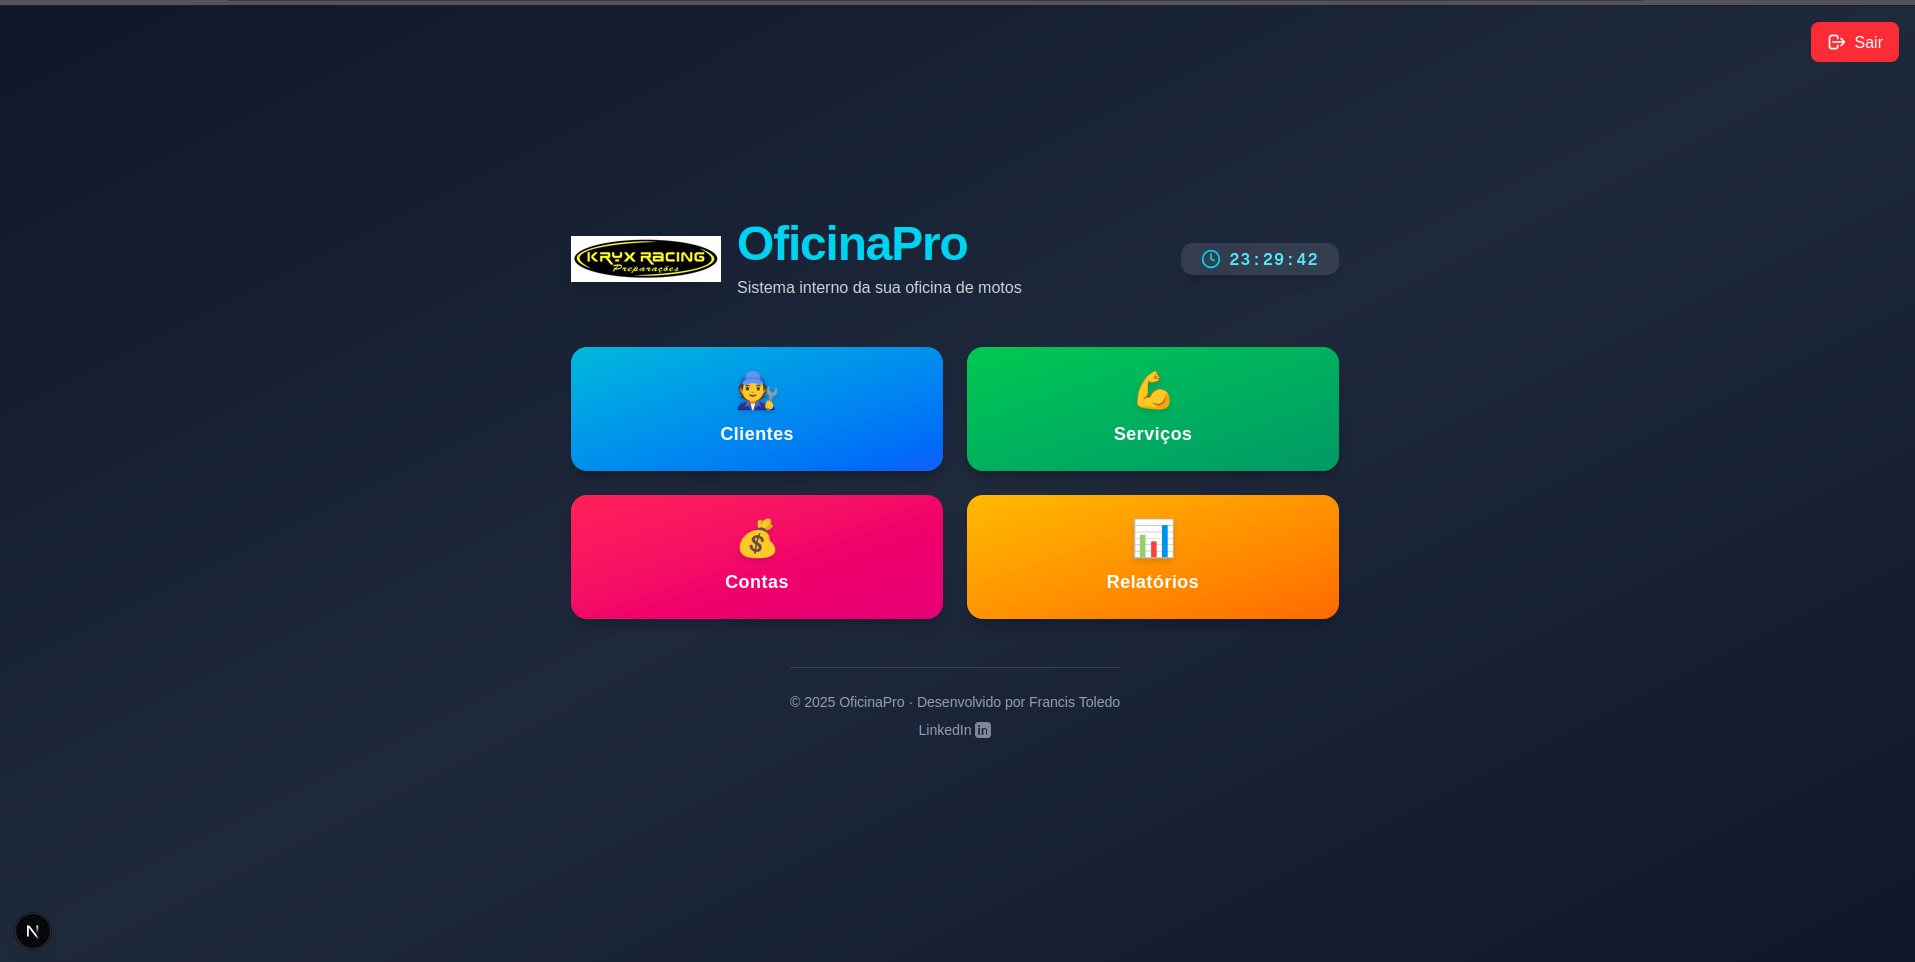 Sair
KRYX RACING
Preparações
OficinaPro
Sistema interno da sua oficina de motos
23:29:42
Clientes
Serviços
Contas
Relatórios
© 2025 OficinaPro · Desenvolvido por Francis Toledo
LinkedIn in
N